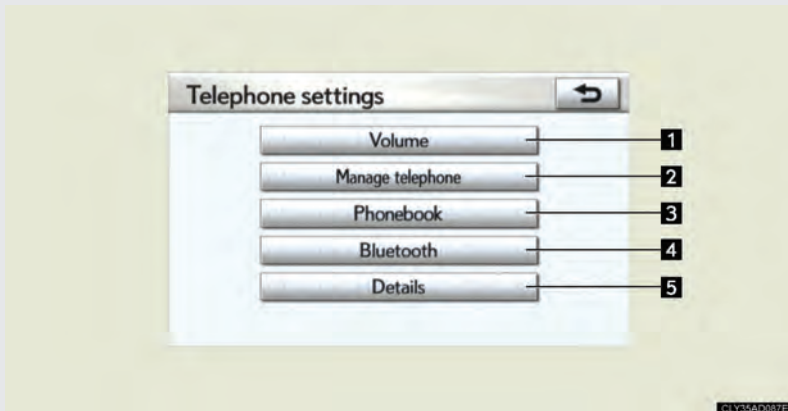 Telephone settings
Volume 1
Manage telephone 2
Phonebook 3
Bluetooth 4
Details 5
CLY35AD087E